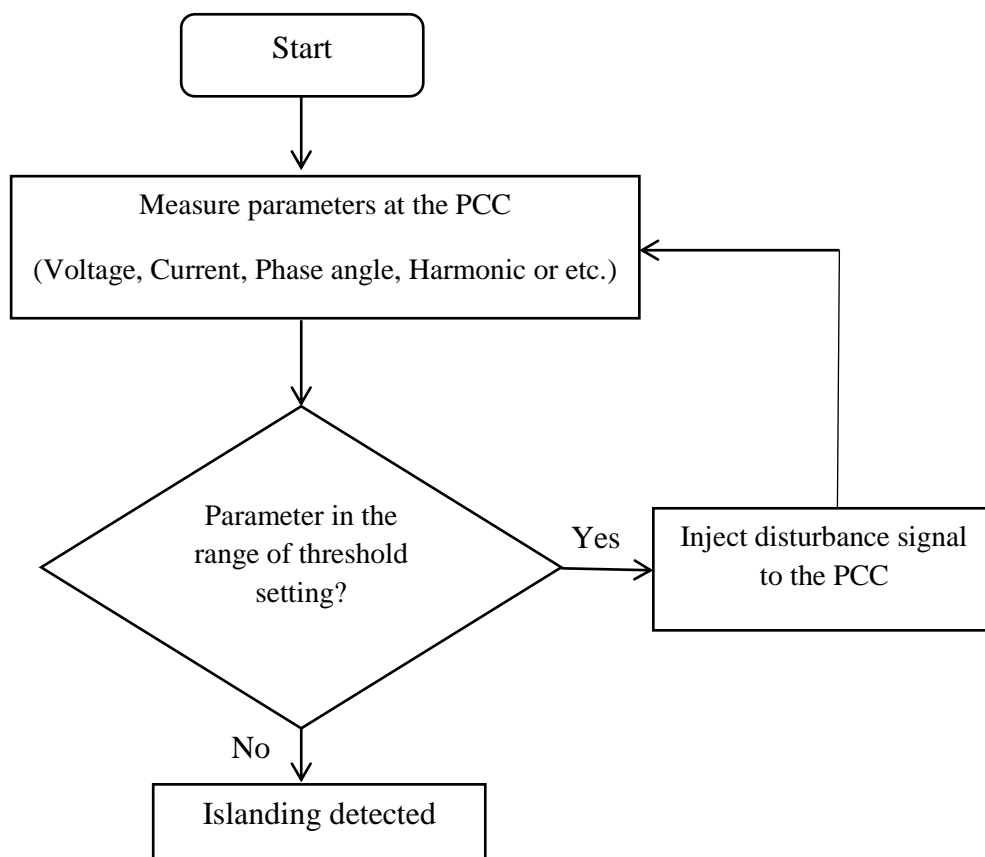 Start
Measure parameters at the PCC
(Voltage, Current, Phase angle, Harmonic or etc.)
Parameter in the
range of threshold
setting?
Yes
Inject disturbance signal
to the PCC
No
Islanding detected